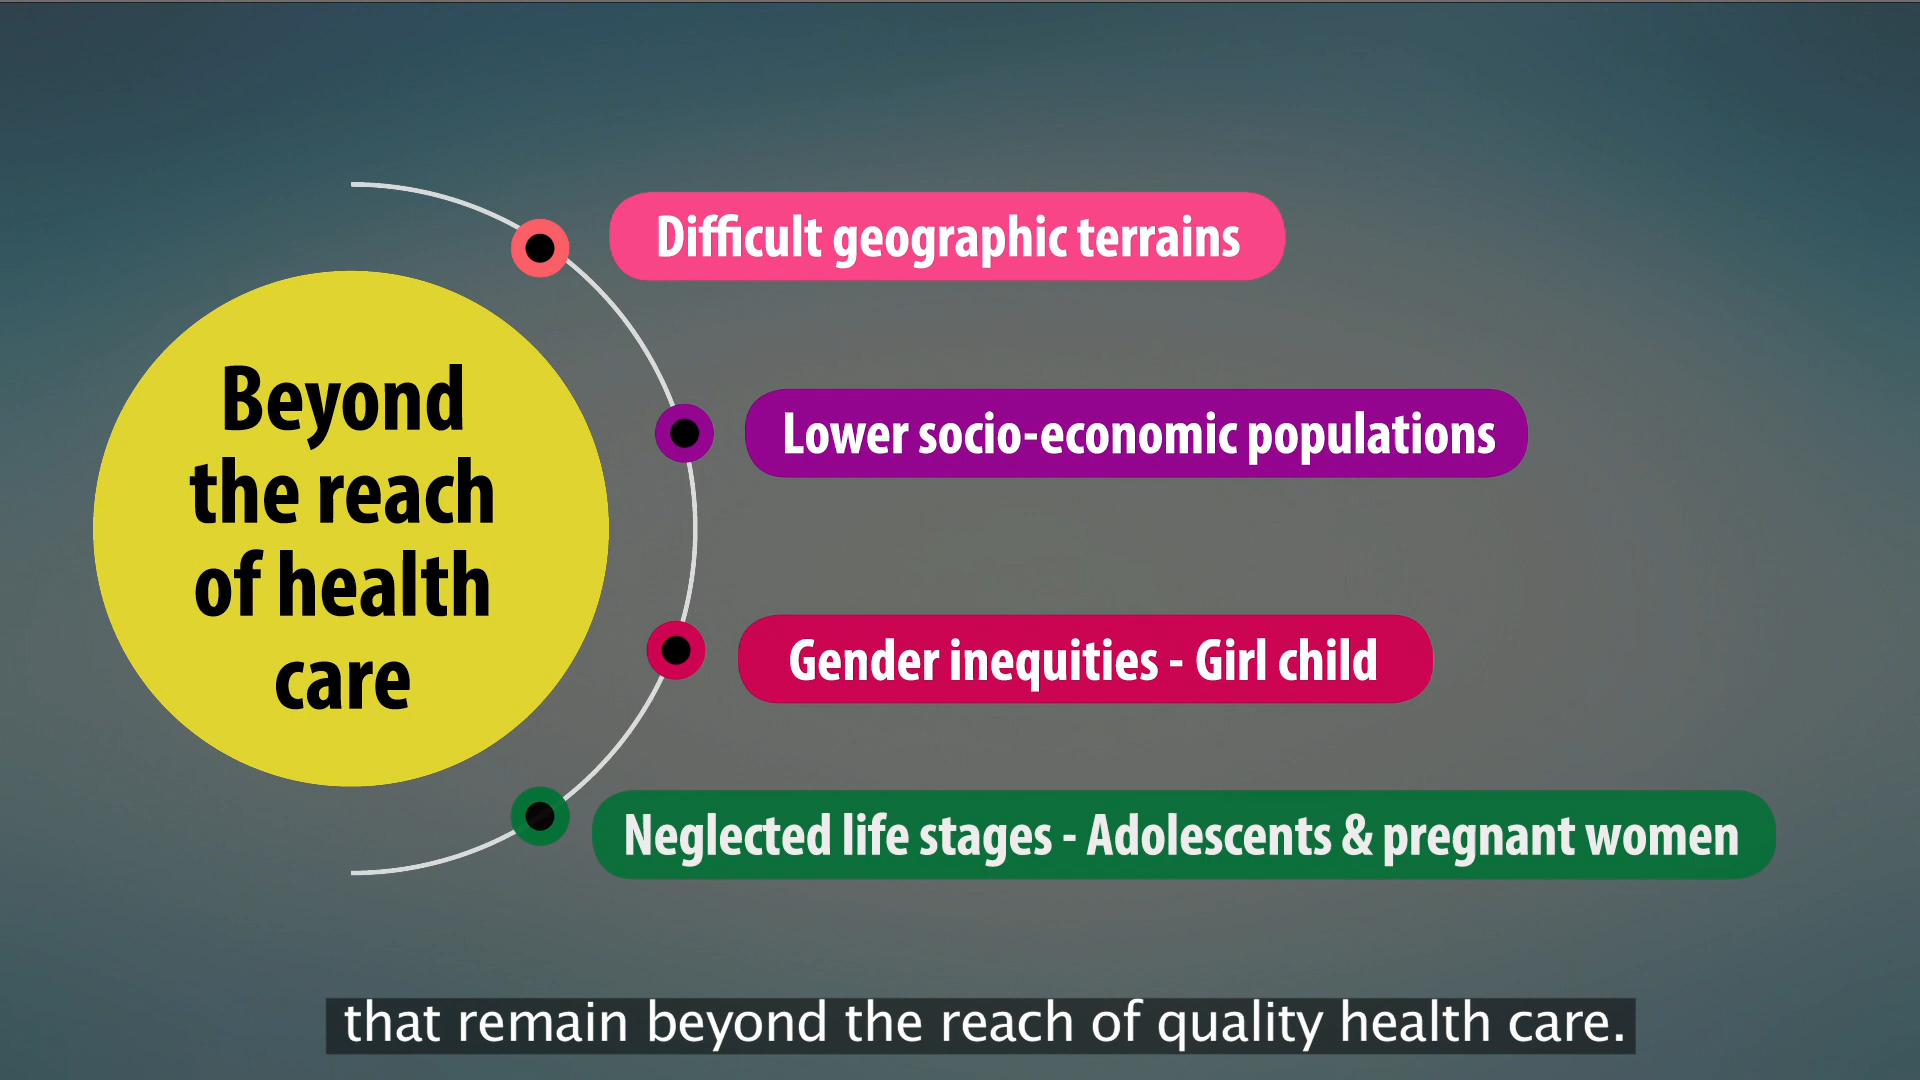 Beyond
the reach
of health
care
Difficult geographic terrains
Lower socio-economic populations
Gender inequities - Girl child
Neglected life stages - Adolescents & pregnant women
that remain beyond the reach of quality health care.